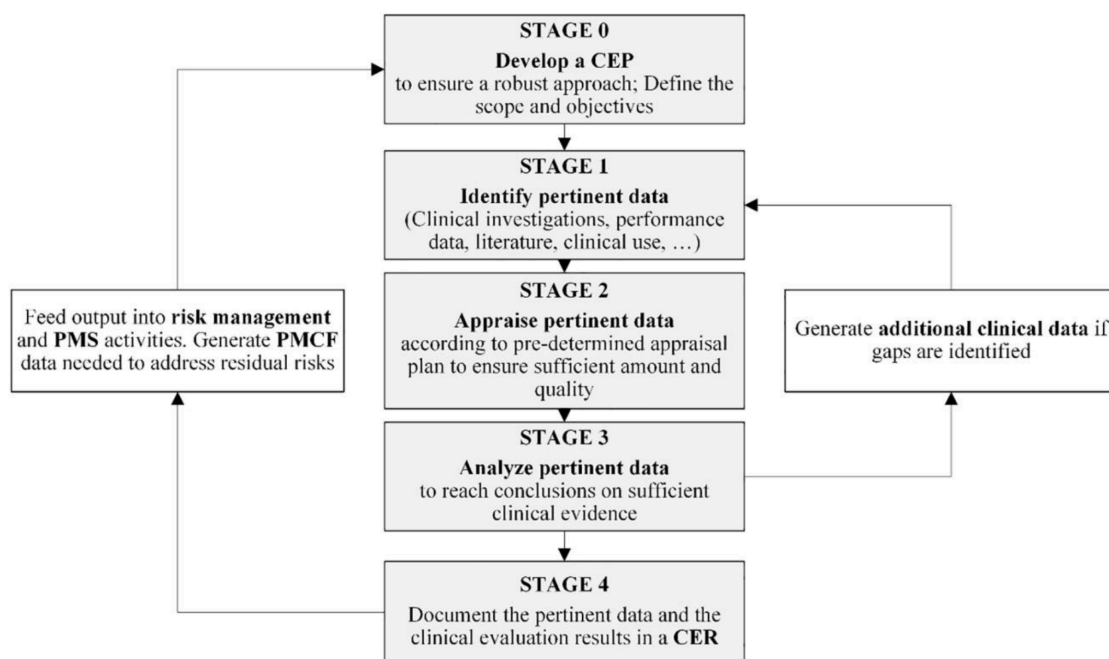 STAGE 0
Develop a CEP
to ensure a robust approach; Define the
scope and objectives
STAGE 1
Identify pertinent data
(Clinical investigations, performance
data, literature, clinical use, …)
STAGE 2
Appraise pertinent data
according to pre-determined appraisal
plan to ensure sufficient amount and
quality
STAGE 3
Analyze pertinent data
to reach conclusions on sufficient
clinical evidence
STAGE 4
Document the pertinent data and the
clinical evaluation results in a CER
Feed output into risk management
and PMS activities. Generate PMCF
data needed to address residual risks
Generate additional clinical data if
gaps are identified